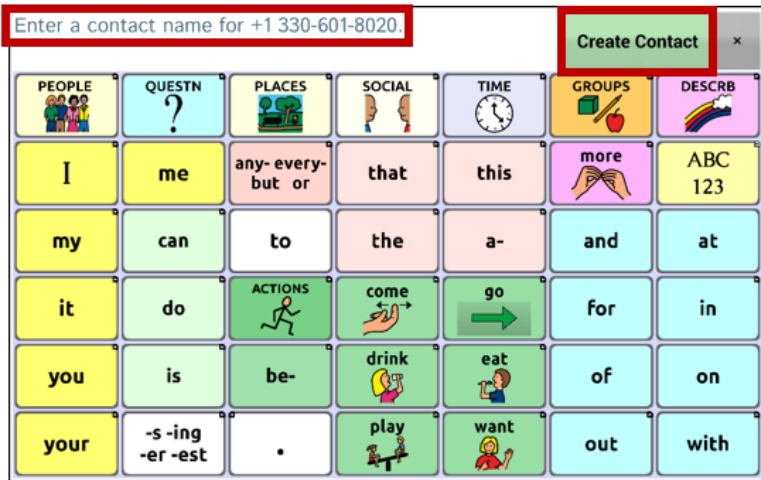 Enter a contact name for +1 330-601-8020.
Create Contact ×
PEOPLE QUESTN PLACES SOCIAL TIME GROUPS DESCRB
?
I me any- every- that this more ABC
but or 123
my can to the a- and at
it do ACTIONS come go for in
you is be- drink eat of on
your -s -ing . play want out with
-er -est